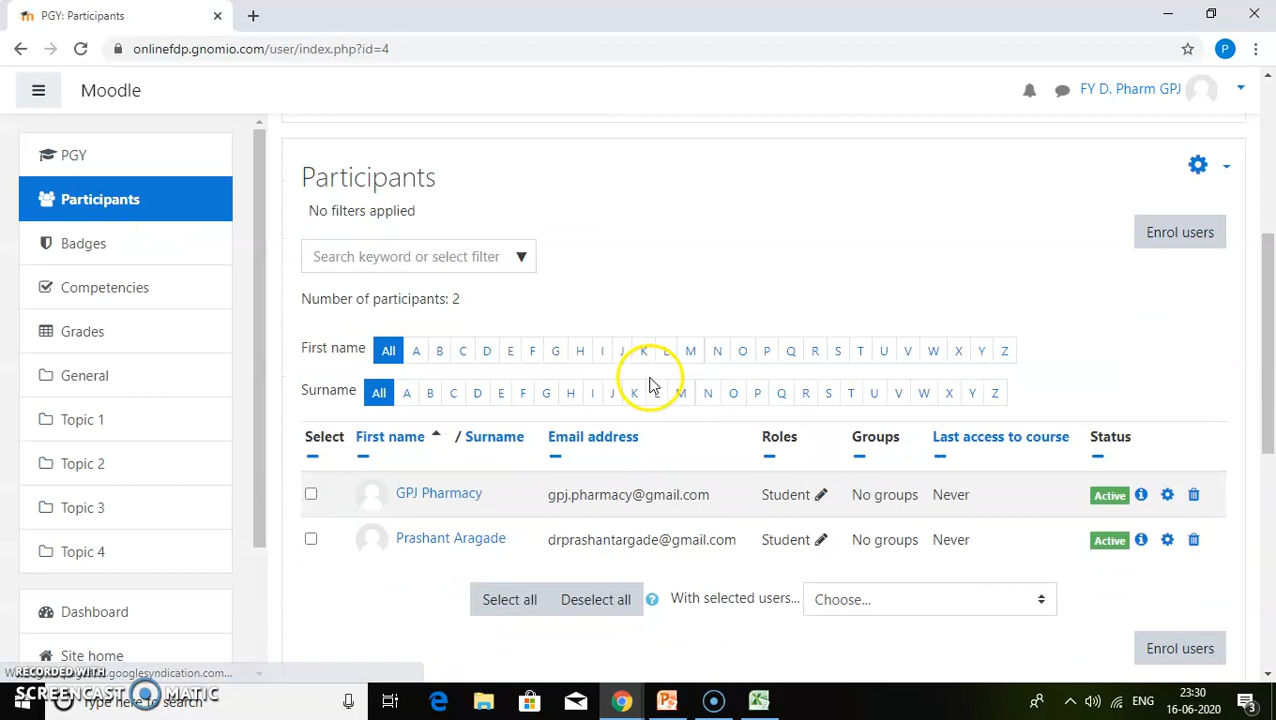 PGY: Participants
onlinefdp.gnomio.com/user/index.php?id=4
P
Moodle
FY D. Pharm GPJ
PGY
Participants
Badges
Competencies
Grades
General
Topic 1
Topic 2
Topic 3
Topic 4
Dashboard
Site home
Participants
No filters applied
Enrol users
Search keyword or select filter
Number of participants: 2
First name All A B C D E F G H I J K L M N O P Q R S T U V W X Y Z
Surname All A B C D E F G H I J K L M N O P Q R S T U V W X Y Z
Select First name / Surname Email address Roles Groups Last access to course Status
GPJ Pharmacy gpj.pharmacy@gmail.com Student No groups Never Active
Prashant Aragade drprashantargade@gmail.com Student No groups Never Active
Select all Deselect all With selected users... Choose...
Enrol users
.googlesyndication.com...
RECORDED WITH
SCREENCAST MATIC
here to search
ENG
23:30
16-06-2020
3